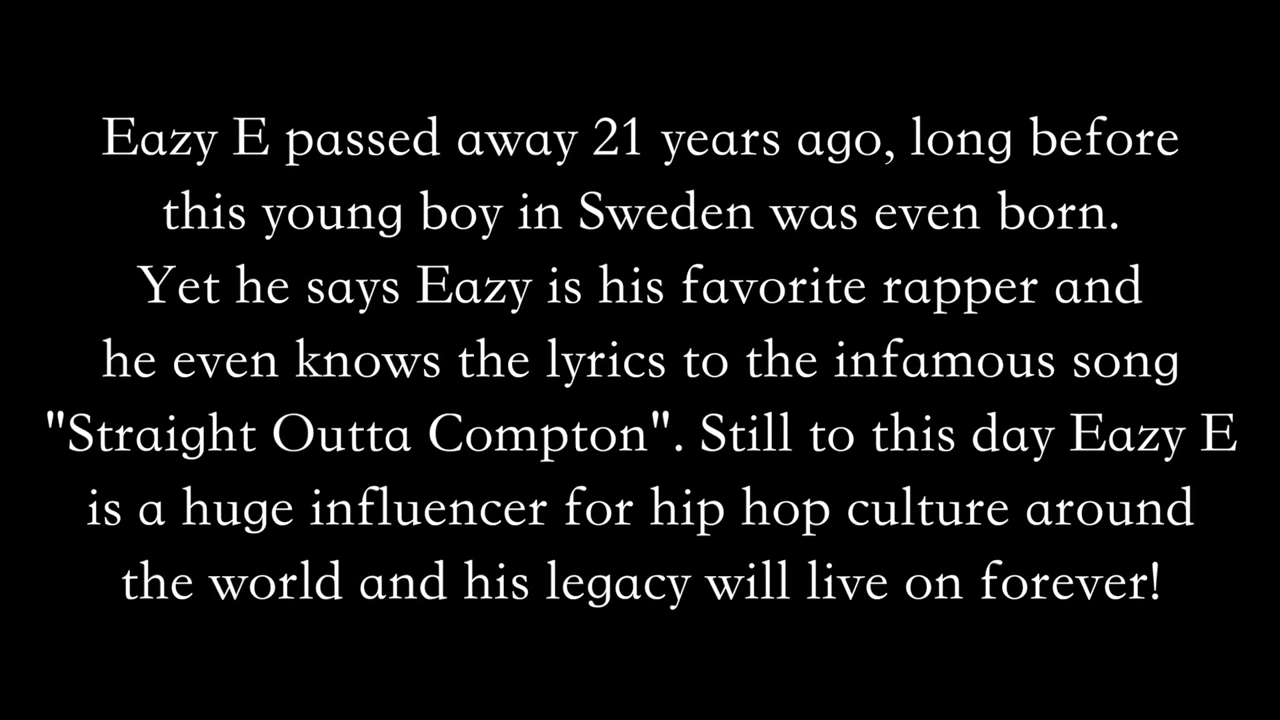 Eazy E passed away 21 years ago, long before
this young boy in Sweden was even born.
Yet he says Eazy is his favorite rapper and
he even knows the lyrics to the infamous song
"Straight Outta Compton". Still to this day Eazy E
is a huge influencer for hip hop culture around
the world and his legacy will live on forever!